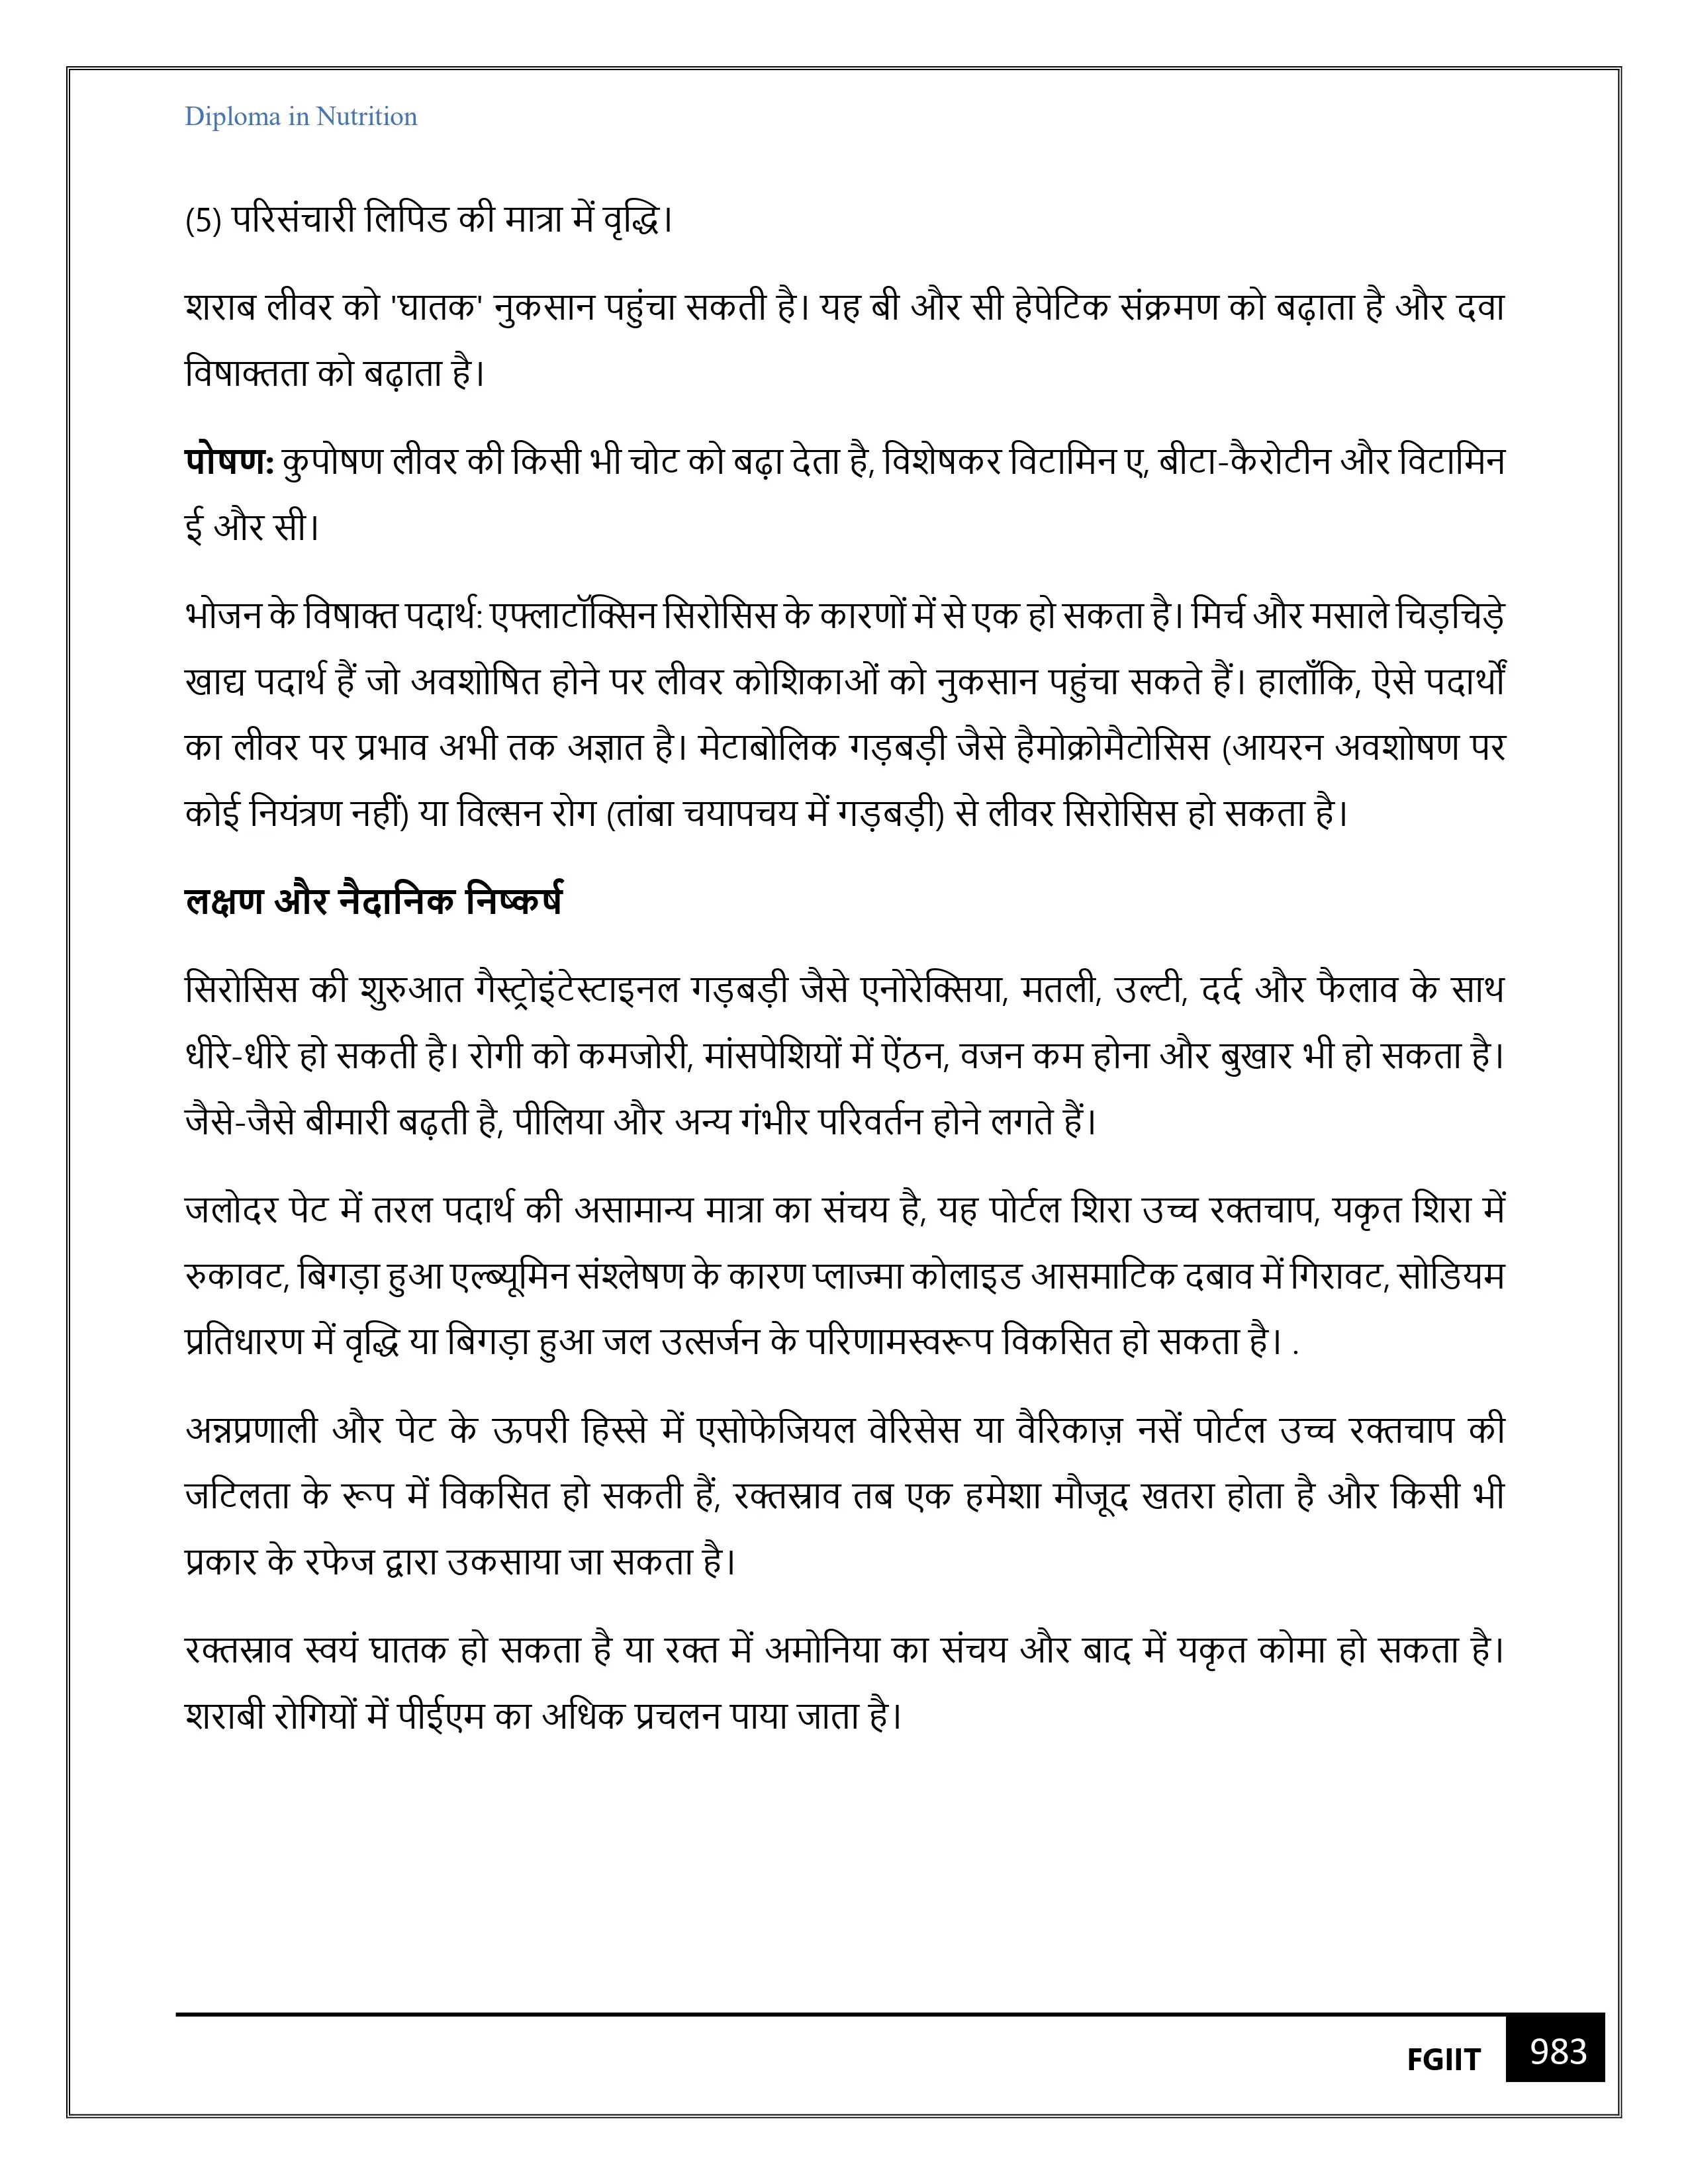 Diploma in Nutrition
(5) परिसंचारी लिपिड की मात्रा में वृद्धि।
शराब लीवर को 'घातक' नुकसान पहुंचा सकती है। यह बी और सी हेपेटिक संक्रमण को बढ़ाता है और दवा
विषाक्तता को बढ़ाता है।
पोषण: कुपोषण लीवर की किसी भी चोट को बढ़ा देता है, विशेषकर विटामिन ए, बीटा-कैरोटीन और विटामिन
ई और सी।
भोजन के विषाक्त पदार्थ: एफ्लाटॉक्सिन सिरोसिस के कारणों में से एक हो सकता है। मिर्च और मसाले चिड़चिड़े
खाद्य पदार्थ हैं जो अवशोषित होने पर लीवर कोशिकाओं को नुकसान पहुंचा सकते हैं। हालाँकि, ऐसे पदार्थों
का लीवर पर प्रभाव अभी तक अज्ञात है। मेटाबोलिक गड़बड़ी जैसे हैमोक्रोमैटोसिस (आयरन अवशोषण पर
कोई नियंत्रण नहीं) या विल्सन रोग (तांबा चयापचय में गड़बड़ी) से लीवर सिरोसिस हो सकता है।
लक्षण और नैदानिक निष्कर्ष
सिरोसिस की शुरुआत गैस्ट्रोइंटेस्टाइनल गड़बड़ी जैसे एनोरेक्सिया, मतली, उल्टी, दर्द और फैलाव के साथ
धीरे-धीरे हो सकती है। रोगी को कमजोरी, मांसपेशियों में ऐंठन, वजन कम होना और बुखार भी हो सकता है।
जैसे-जैसे बीमारी बढ़ती है, पीलिया और अन्य गंभीर परिवर्तन होने लगते हैं।
जलोदर पेट में तरल पदार्थ की असामान्य मात्रा का संचय है, यह पोर्टल शिरा उच्च रक्तचाप, यकृत शिरा में
रुकावट, बिगड़ा हुआ एल्ब्यूमिन संश्लेषण के कारण प्लाज्मा कोलाइड आसमाटिक दबाव में गिरावट, सोडियम
प्रतिधारण में वृद्धि या बिगड़ा हुआ जल उत्सर्जन के परिणामस्वरूप विकसित हो सकता है। .
अन्नप्रणाली और पेट के ऊपरी हिस्से में एसोफेजियल वेरिसेस या वैरिकाज़ नसें पोर्टल उच्च रक्तचाप की
जटिलता के रूप में विकसित हो सकती हैं, रक्तस्राव तब एक हमेशा मौजूद खतरा होता है और किसी भी
प्रकार के रफेज द्वारा उकसाया जा सकता है।
रक्तस्राव स्वयं घातक हो सकता है या रक्त में अमोनिया का संचय और बाद में यकृत कोमा हो सकता है।
शराबी रोगियों में पीईएम का अधिक प्रचलन पाया जाता है।
FGIIT 983